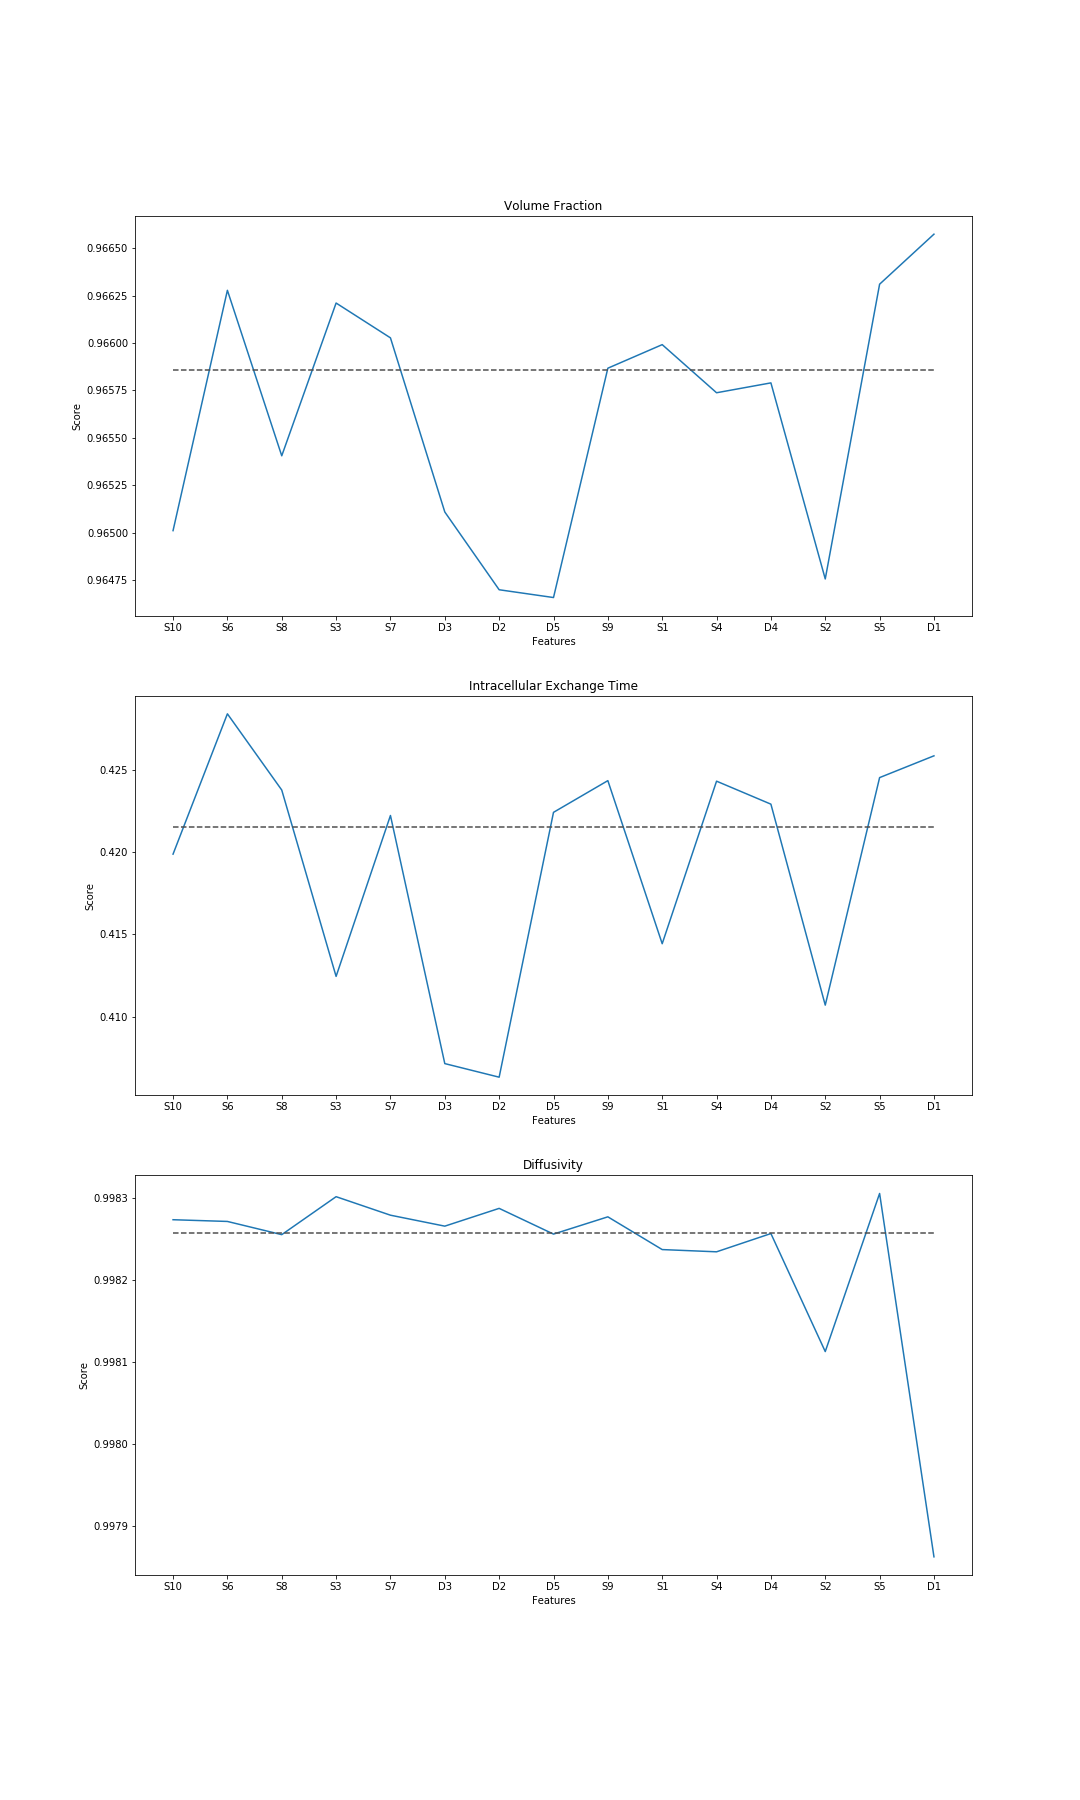 Volume Fraction
0.96650
0.96625
0.96600
0.96575
0.96550
0.96525
0.96500
0.96475
Score
S10 S6 S8 S3 S7 D3 D2 D5 S9 S1 S4 D4 S2 S5 D1
Features
Intracellular Exchange Time
0.425
0.420
0.415
0.410
Score
S10 S6 S8 S3 S7 D3 D2 D5 S9 S1 S4 D4 S2 S5 D1
Features
Diffusivity
0.9983
0.9982
0.9981
0.9980
0.9979
Score
S10 S6 S8 S3 S7 D3 D2 D5 S9 S1 S4 D4 S2 S5 D1
Features